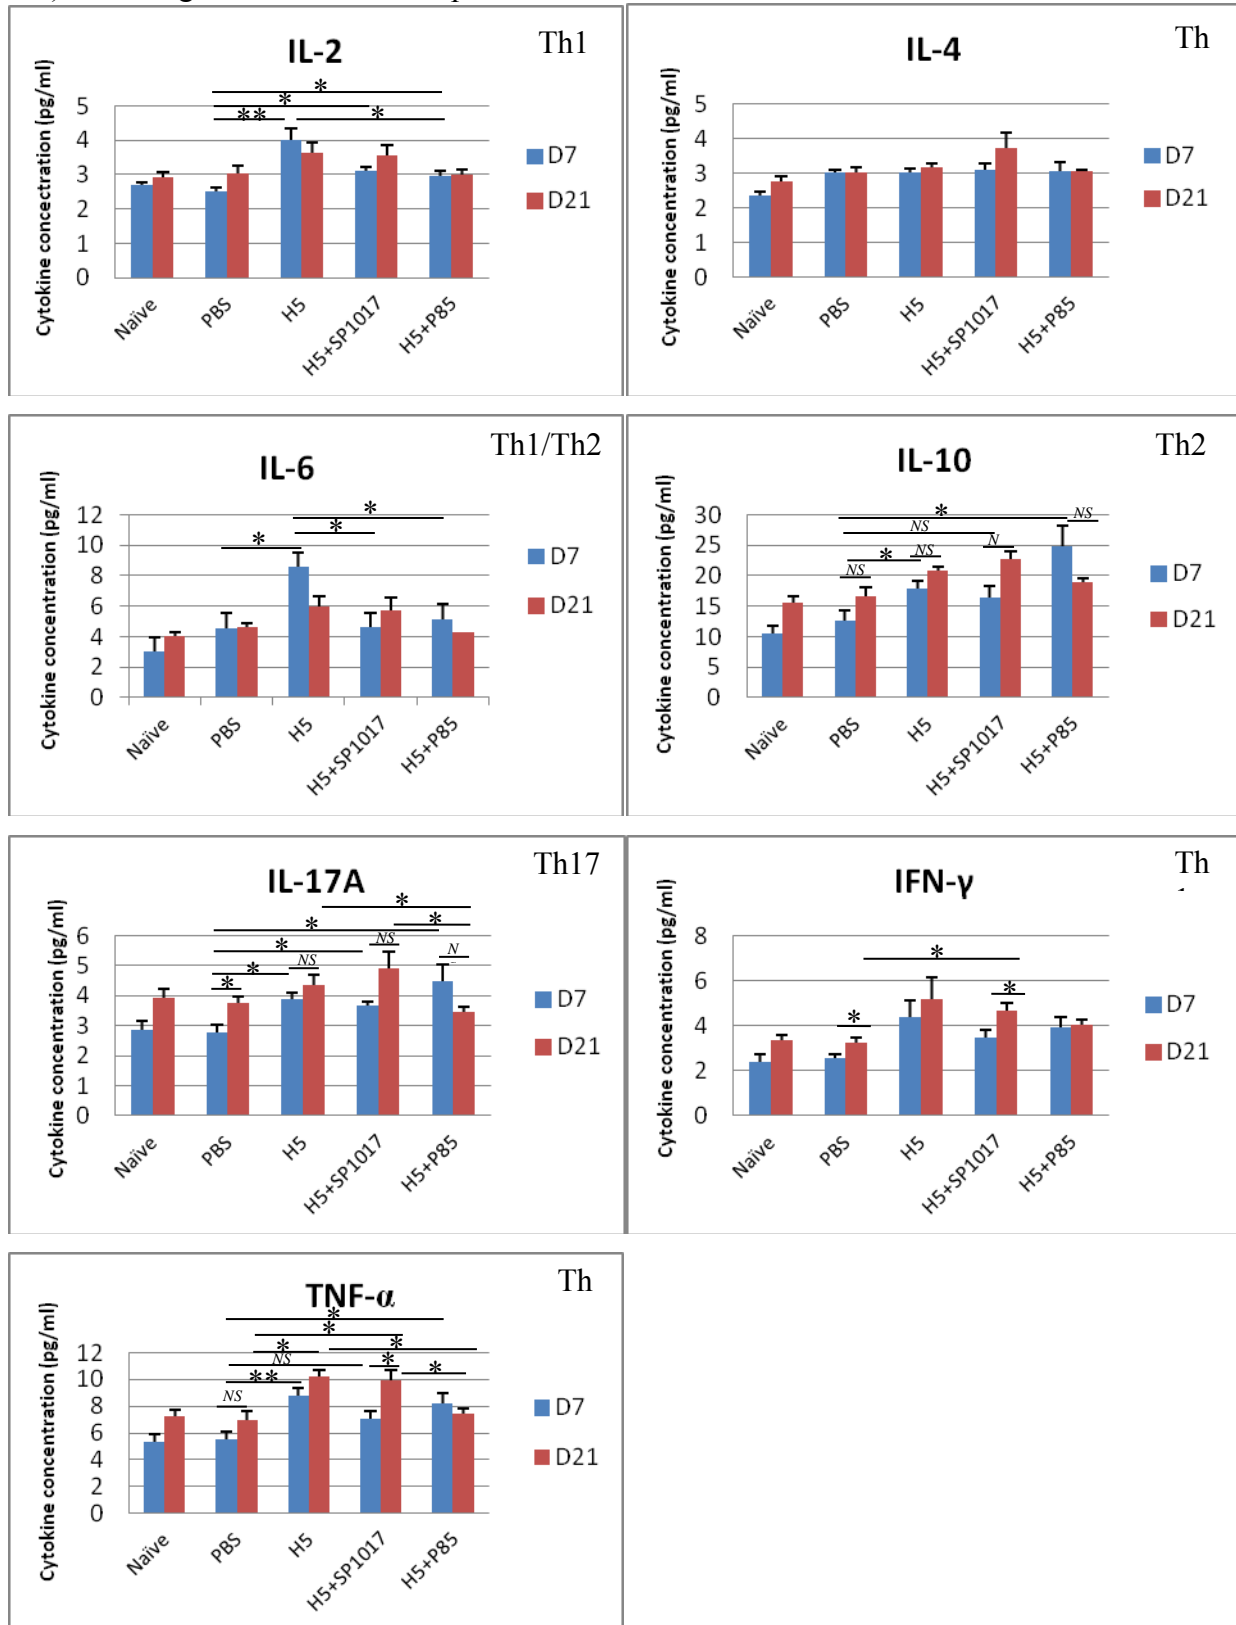 IL-2
Th1
Cytokine concectration (pg/ml)
*
*
** *
5
4
3
2
1
0
Naïve PBS H5 H5+SP1017 H5+P85
D7
D21
IL-4
Th
Cytokine concentration (pg/ml)
5
4
3
2
1
0
Naïve PBS H5 H5+SP1017 H5+P85
D7
D21
IL-6
Th1/Th2
Cytokine concentration (pg/ml)
*
* *
12
10
8
6
4
2
0
Naïve PBS H5 H5+SP1017 H5+P85
D7
D21
IL-10
Th2
Cytokine concentration (pg/ml)
* NS
NS
* NS N
NS
30
25
20
15
10
5
0
Naïve PBS H5 H5+SP1017 H5+P85
D7
D21
IL-17A
Th17
Cytokine concentration (pg/ml)
*
* *
* NS N
* NS
*
6
5
4
3
2
1
0
Naïve PBS H5 H5+SP1017 H5+P85
D7
D21
IFN-γ
Th
Cytokine concentration (pg/ml)
*
*
*
8
6
4
2
0
Naïve PBS H5 H5+SP1017 H5+P85
D7
D21
TNF-α
Th
Cytokine concentration (pg/ml)
*
*
* *
NS *
** *
NS
12
10
8
6
4
2
0
Naïve PBS H5 H5+SP1017 H5+P85
D7
D21